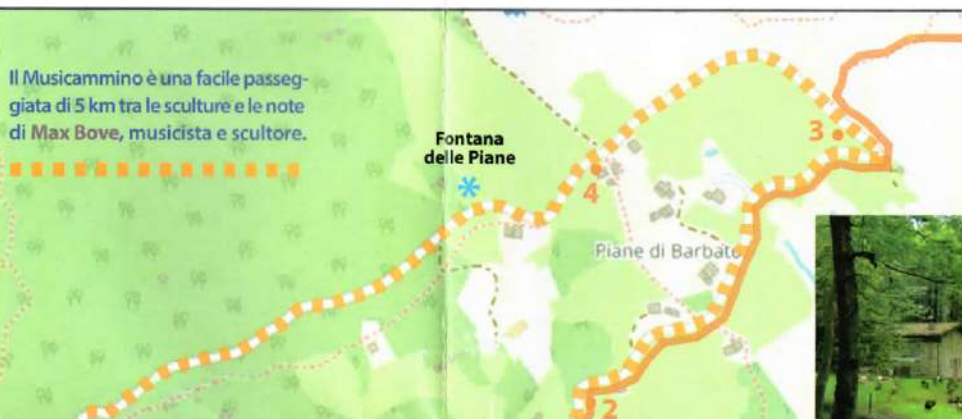 Il Musicammino è una facile passeg-
giata di 5 km tra le sculture e le note
di Max Bove, musicista e scultore.
Fontana
delle Piane
3
4
Piane di Barbato
2